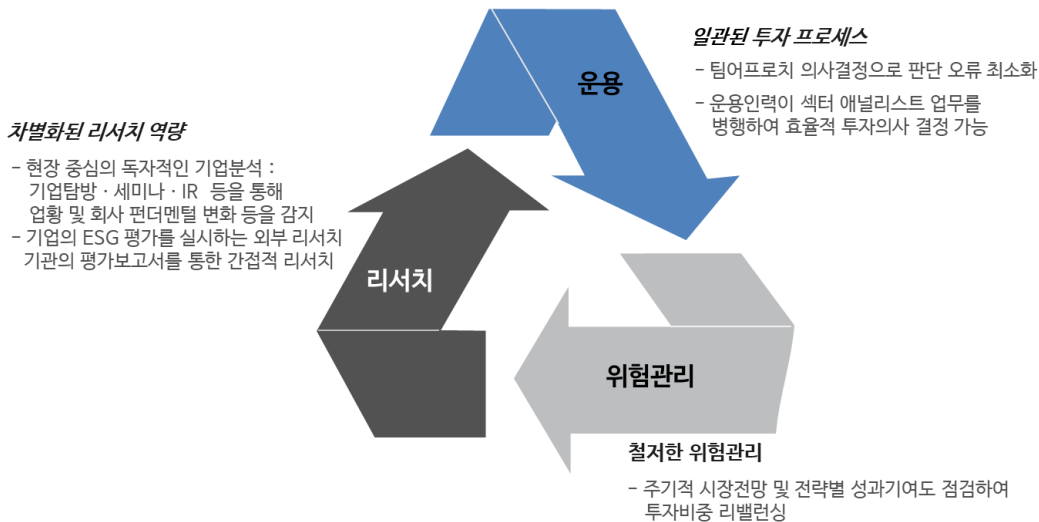 일관된 투자 프로세스
- 팀어프로치 의사결정으로 판단 오류 최소화
- 운용인력이 섹터 애널리스트 업무를
병행하여 효율적 투자의사 결정 가능
운용
차별화된 리서치 역량
- 현장 중심의 독자적인 기업분석 :
기업탐방 · 세미나 · IR 등을 통해
업황 및 회사 펀더멘털 변화 등을 감지
- 기업의 ESG 평가를 실시하는 외부 리서치
기관의 평가보고서를 통한 간접적 리서치
리서치
위험관리
철저한 위험관리
- 주기적 시장전망 및 전략별 성과기여도 점검하여
투자비중 리밸런싱